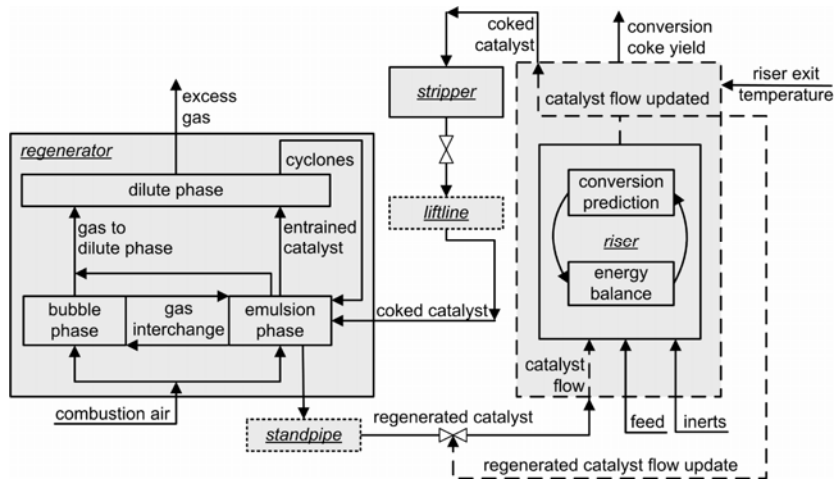 coked
catalyst
conversion
coke yield
stripper
riser exit
temperature
catalyst flow updated
excess
gas
regenerator
cyclones
dilute phase
liftline
conversion
prediction
gas to
dilute phase
entrained
catalyst
riser
energy
balance
bubble
phase
gas
interchange
emulsion
phase
coked catalyst
catalyst
flow
combustion air
regenerated catalyst
feed
inerts
standpipe
regenerated catalyst flow update